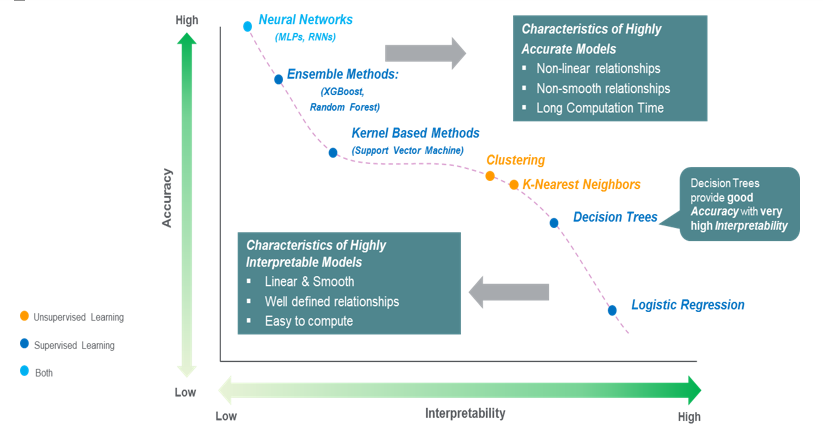 High
Neural Networks
(MLPs, RNNs)
Ensemble Methods:
(XGBoost,
Random Forest)
Kernel Based Methods
(Support Vector Machine)
Characteristics of Highly
Accurate Models
▪ Non-linear relationships
▪ Non-smooth relationships
▪ Long Computation Time
Clustering
K-Nearest Neighbors
Decision Trees
Decision Trees
provide good
Accuracy with very
high Interpretability
Accuracy
Characteristics of Highly
Interpretable Models
▪ Linear & Smooth
▪ Well defined relationships
▪ Easy to compute
Logistic Regression
Unsupervised Learning
Supervised Learning
Both
Low
Low
Interpretability
High